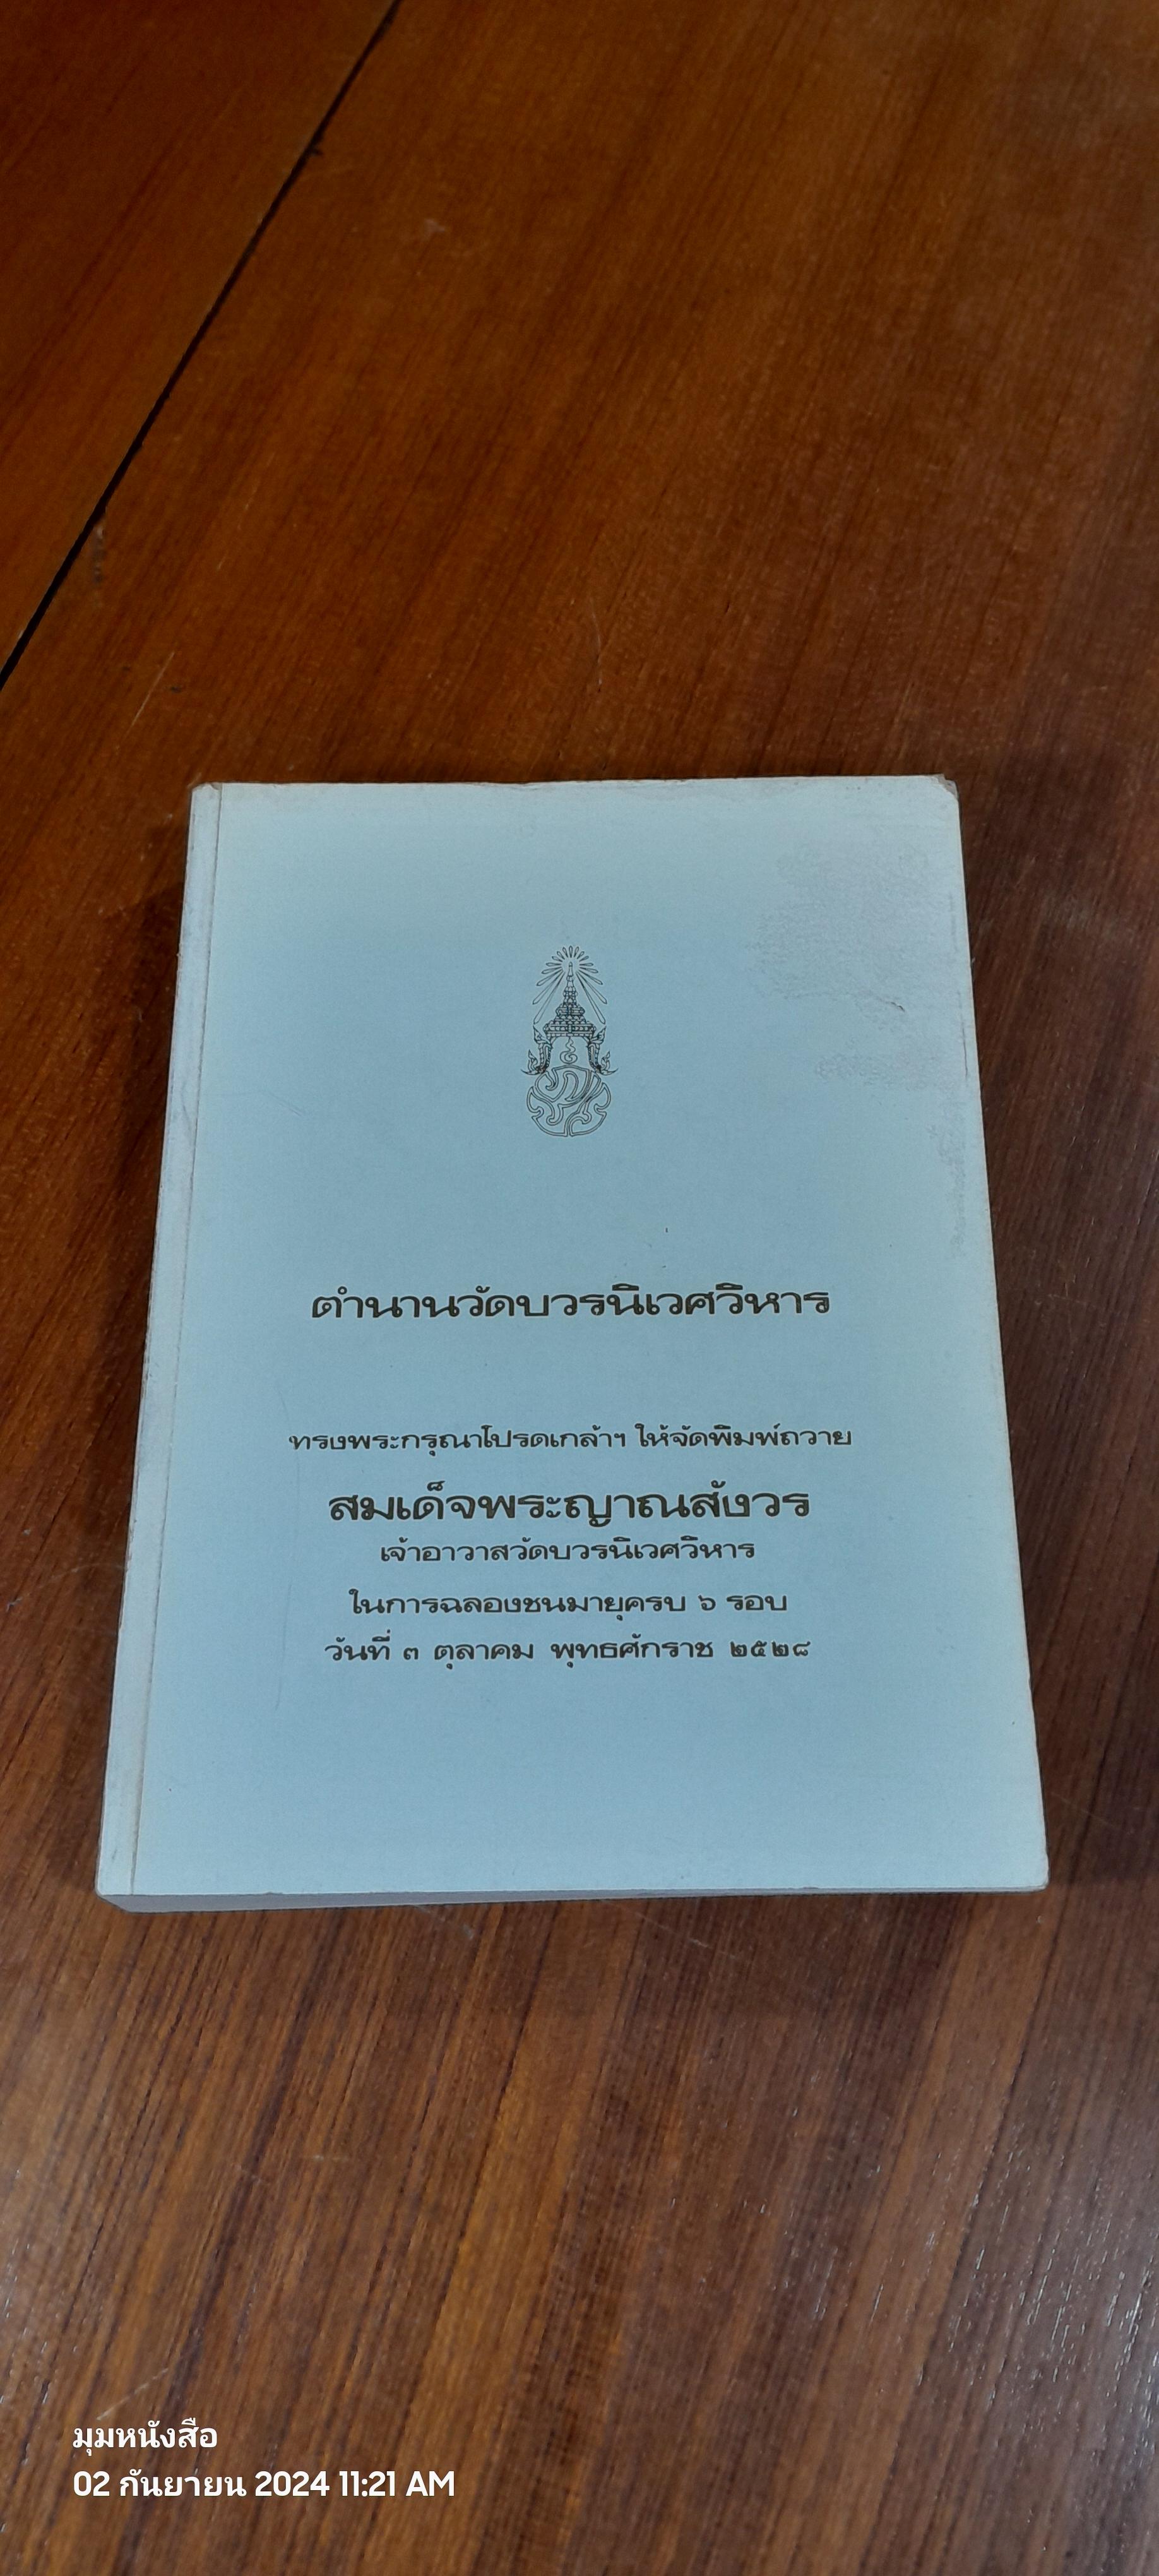 ตำนานวัดบวรนิเวศวิหาร
ทรงพระกรุณาโปรดเกล้าฯ ให้จัดพิมพ์ถวาย
สมเด็จพระญาณสังวร
เจ้าอาวาสวัดบวรนิเวศวิหาร
ในการฉลองชนมายุครบ ๖ รอบ
วันที่ ๓ ตุลาคม พุทธศักราช ๒๕๒๘
มุมหนังสือ
02 กันยายน 2024 11:21 AM